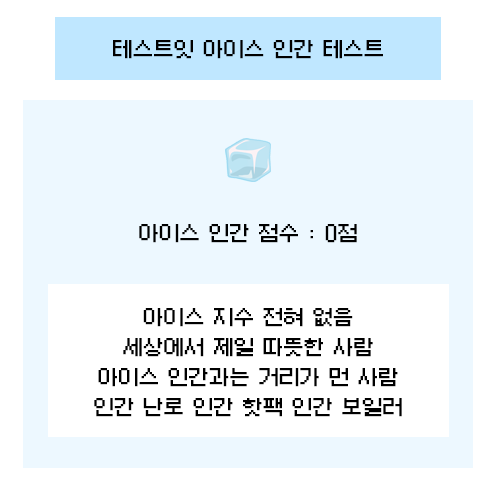 테스트잇 아이스 인간 테스트
아이스 인간 점수 : 0점
아이스 지수 전혀 없음
세상에서 제일 따뜻한 사람
아이스 인간과는 거리가 먼 사람
인간 난로 인간 핫팩 인간 보일러